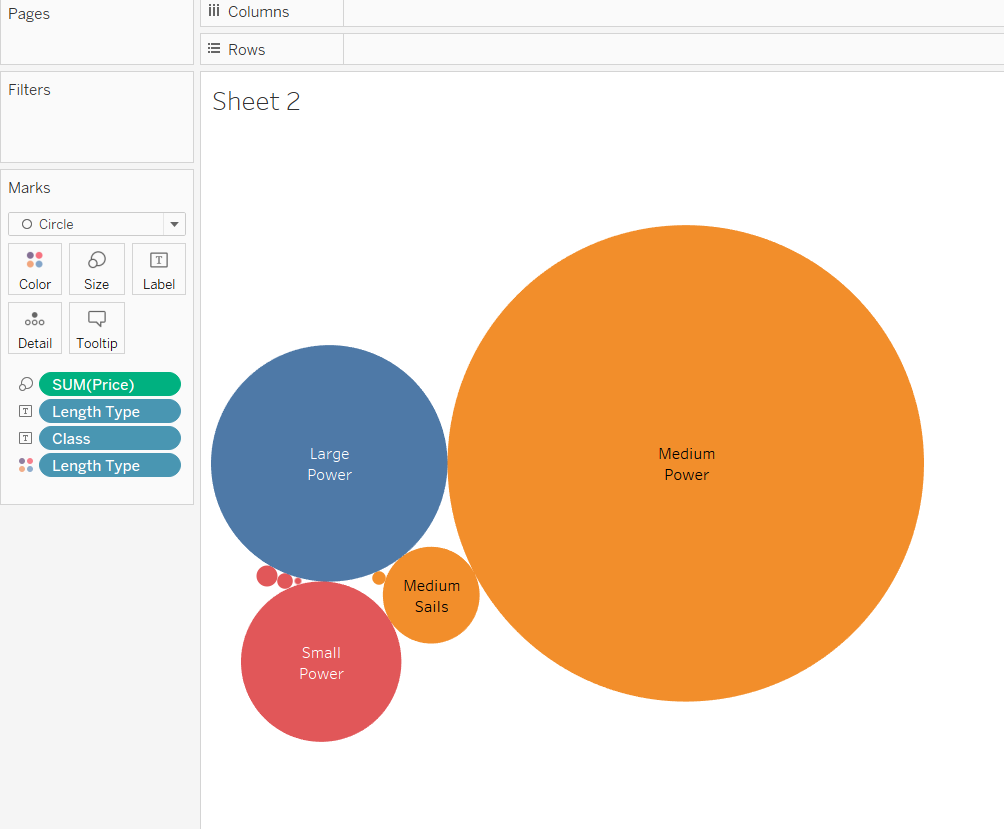 Pages
Columns
Rows
Filters
Sheet 2
Marks
Circle
Color
Size
T
Label
Detail
Tooltip
SUM(Price)
T
Length Type
T
Class
Length Type
Large
Power
Medium
Power
Medium
Sails
Small
Power